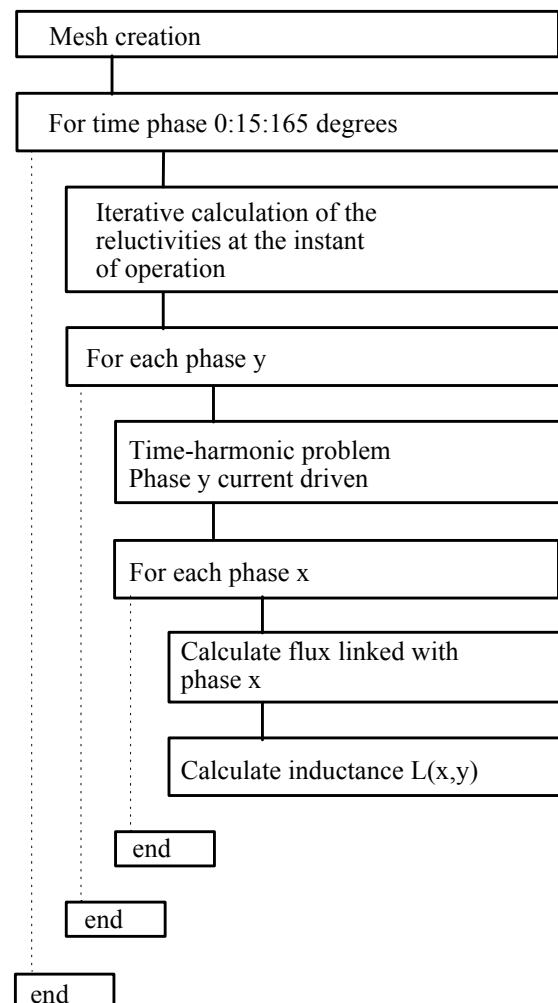 Mesh creation
For time phase 0:15:165 degrees
Iterative calculation of the
reluctivities at the instant
of operation
For each phase y
Time-harmonic problem
Phase y current driven
For each phase x
Calculate flux linked with
phase x
Calculate inductance L(x,y)
end
end
end